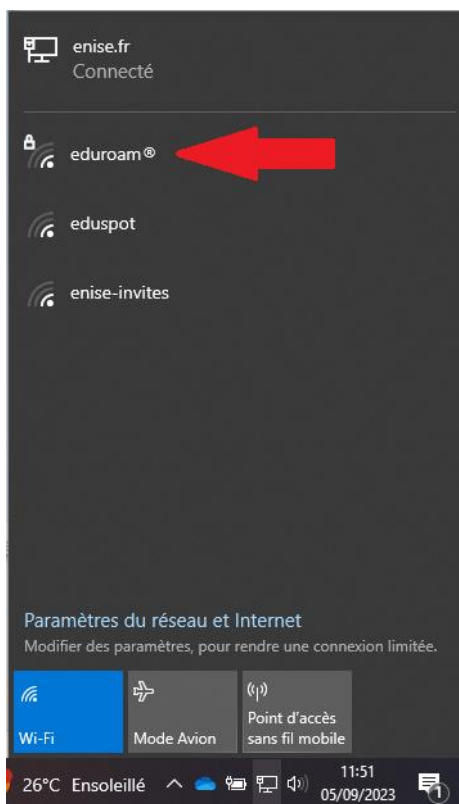 enise.fr
Connecté
eduroam®
eduspot
enise-invites
Paramètres du réseau et Internet
Modifier des paramètres, pour rendre une connexion limitée.
Wi-Fi
Mode Avion
Point d'accès
sans fil mobile
26°C Ensoleillé
11:51
05/09/2023
1